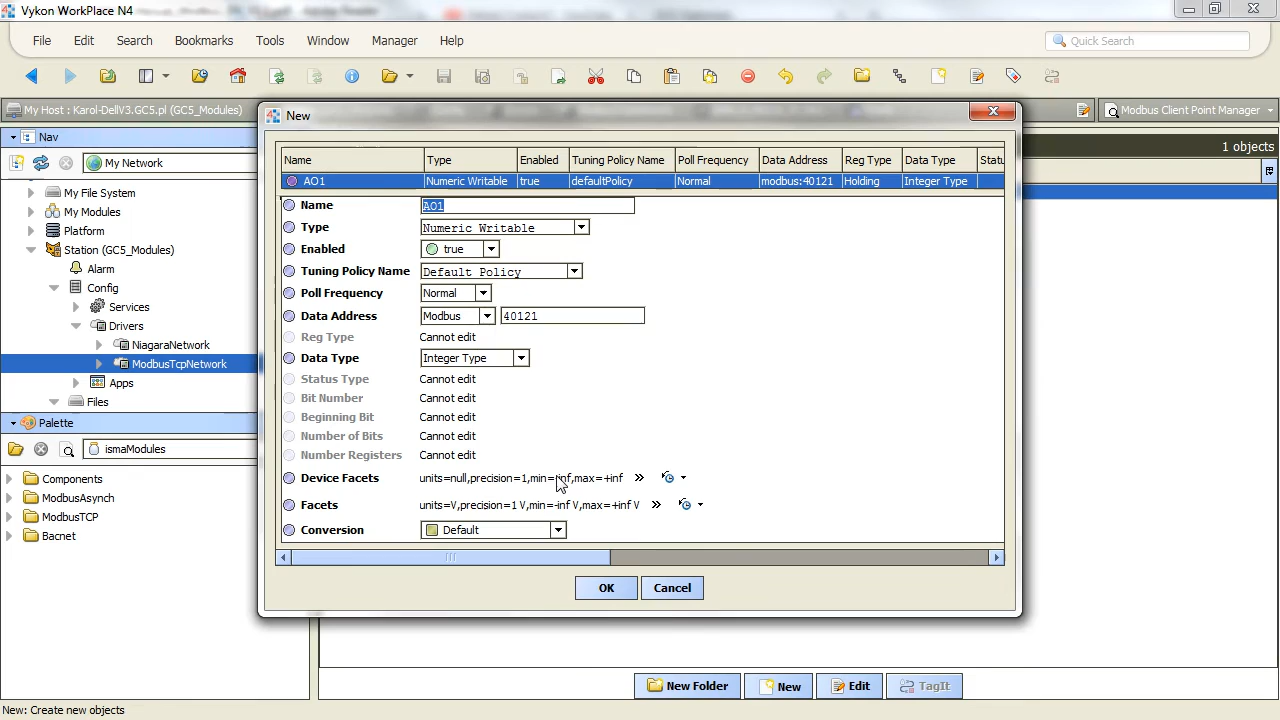 Vykon WorkPlace N4
File Edit Search Bookmarks Tools Window Manager Help
Quick Search
My Host : Karol-DellV3.GC5.pl (GC5_Modules)
Modbus Client Point Manager
Nav
My Network
My File System
My Modules
Platform
Station (GC5_Modules)
Alarm
Config
Services
Drivers
NiagaraNetwork
ModbusTcpNetwork
Apps
Files
Palette
ismaModules
Components
ModbusAsynch
ModbusTCP
Bacnet
1 objects
New
Name Type Enabled Tuning Policy Name Poll Frequency Data Address Reg Type Data Type Statu
AO1 Numeric Writable true defaultPolicy Normal modbus:40121 Holding Integer Type
Name AO1
Type Numeric Writable
Enabled true
Tuning Policy Name Default Policy
Poll Frequency Normal
Data Address Modbus 40121
Reg Type Cannot edit
Data Type Integer Type
Status Type Cannot edit
Bit Number Cannot edit
Beginning Bit Cannot edit
Number of Bits Cannot edit
Number Registers Cannot edit
Device Facets units=null,precision=1,min=-inf,max=+inf »
Facets units=V,precision=1 V,min=-inf V,max=+inf V »
Conversion Default
OK Cancel
New Folder New Edit TagIt
New: Create new objects